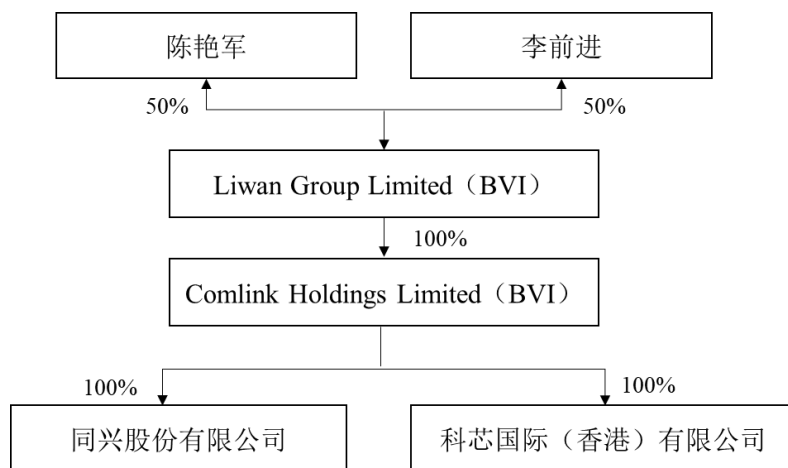 陈艳军
李前进
50%
50%
Liwan Group Limited（BVI）
100%
Comlink Holdings Limited（BVI）
100%
100%
同兴股份有限公司
科芯国际（香港）有限公司